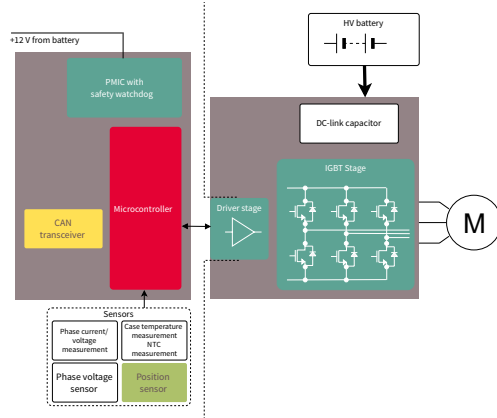 HV battery
+12 V from battery
PMIC with
safety watchdog
DC-link capacitor
IGBT Stage
Microcontroller
Driver stage
CAN
transceiver
M
Sensors
Phase current/
voltage
measurement
Case temperature
measurement
NTC
measurement
Phase voltage
sensor
Position
sensor